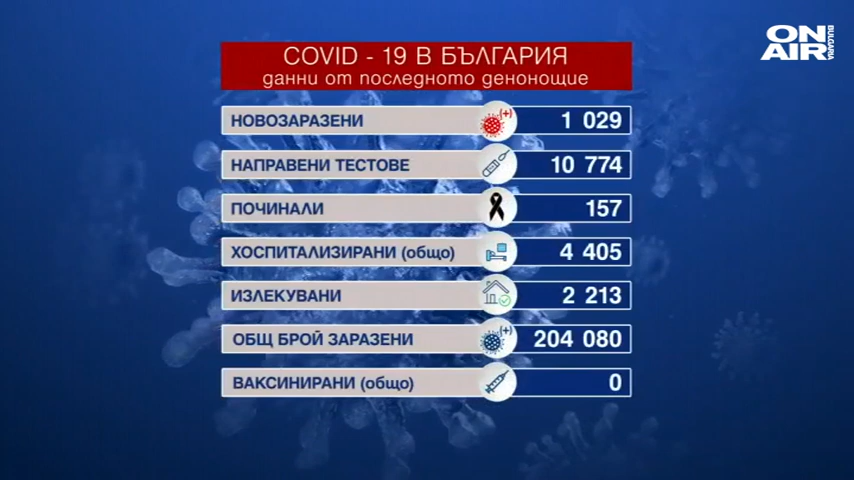 ON AIR BULGARIA
COVID - 19 В БЪЛГАРИЯ
данни от последното денонощие
НОВОЗАРАЗЕНИ (+) 1 029
НАПРАВЕНИ ТЕСТОВЕ 10 774
ПОЧИНАЛИ 157
ХОСПИТАЛИЗИРАНИ (общо) 4 405
ИЗЛЕКУВАНИ 2 213
ОБЩ БРОЙ ЗАРАЗЕНИ (+) 204 080
ВАКСИНИРАНИ (общо) 0